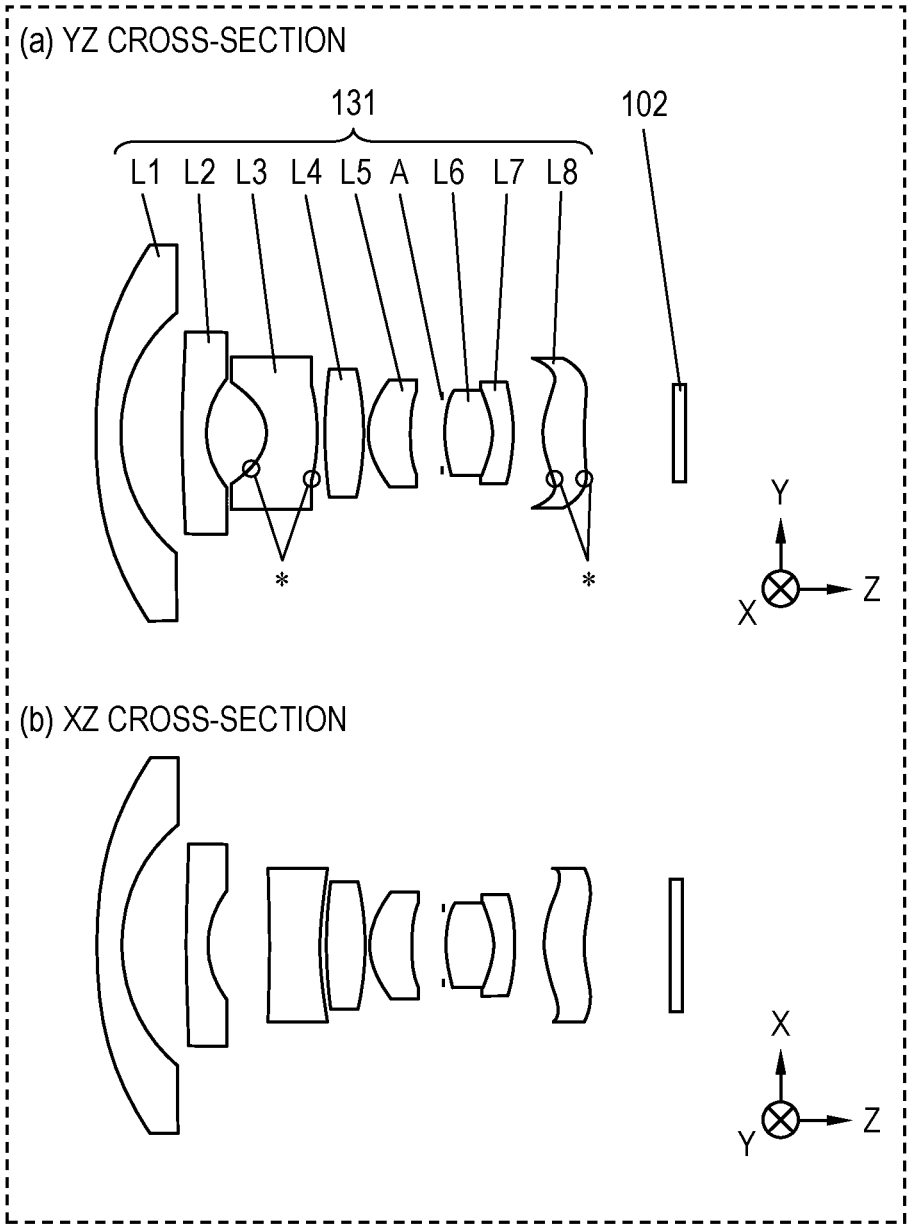 (a) YZ CROSS-SECTION
131 102
L1 L2 L3 L4 L5 A L6 L7 L8
* *
Y
X Z
(b) XZ CROSS-SECTION
X
Y Z